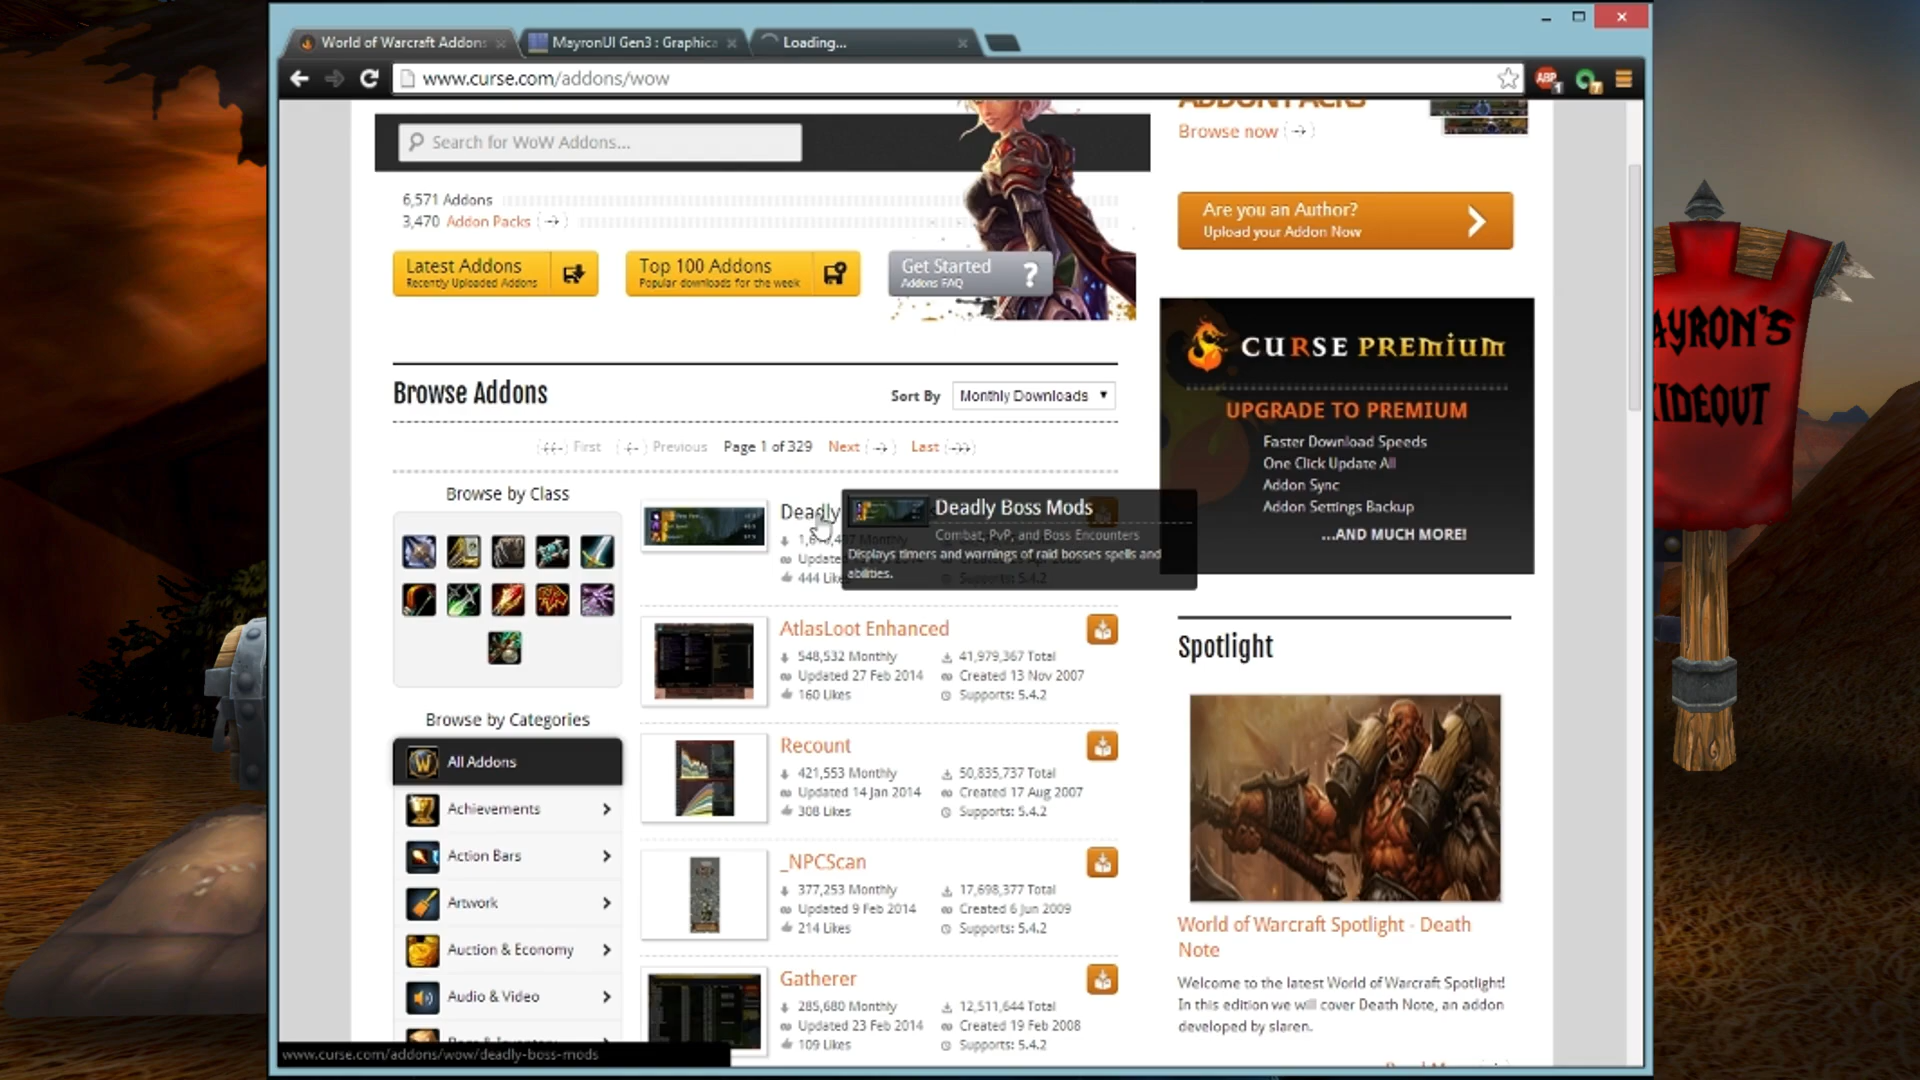 World of Warcraft Addons
MayronUI Gen3 : Graphica
Loading...
www.curse.com/addons/wow
ABP
1
7
Search for WoW Addons...
ADDON PACKS
Browse now
6,571 Addons
3,470 Addon Packs
Are you an Author?
Upload your Addon Now
Latest Addons
Recently Uploaded Addons
Top 100 Addons
Popular downloads for the week
Get Started
Addons FAQ
?
CURSE PREMIUM
UPGRADE TO PREMIUM
Faster Download Speeds
One Click Update All
Addon Sync
Addon Settings Backup
...AND MUCH MORE!
AYRON'S
IDEOUT
Browse Addons
Sort By Monthly Downloads
First Previous Page 1 of 329 Next Last
Browse by Class
Deadly
Monthly
Update
444 Like
Supports: 5.4.2
Deadly Boss Mods
Combat, PvP, and Boss Encounters
Displays timers and warnings of raid bosses spells and
abilities.
AtlasLoot Enhanced
548,532 Monthly 41,979,367 Total
Updated 27 Feb 2014 Created 13 Nov 2007
160 Likes Supports: 5.4.2
Browse by Categories
All Addons
Achievements
Action Bars
Artwork
Auction & Economy
Audio & Video
Recount
421,553 Monthly 50,835,737 Total
Updated 14 Jan 2014 Created 17 Aug 2007
308 Likes Supports: 5.4.2
_NPCScan
377,253 Monthly 17,698,377 Total
Updated 9 Feb 2014 Created 6 Jun 2009
214 Likes Supports: 5.4.2
Gatherer
285,680 Monthly 12,511,644 Total
Updated 23 Feb 2014 Created 19 Feb 2008
109 Likes Supports: 5.4.2
Spotlight
World of Warcraft Spotlight - Death
Note
Welcome to the latest World of Warcraft Spotlight!
In this edition we will cover Death Note, an addon
developed by slaren.
www.curse.com/addons/wow/deadly-boss-mods